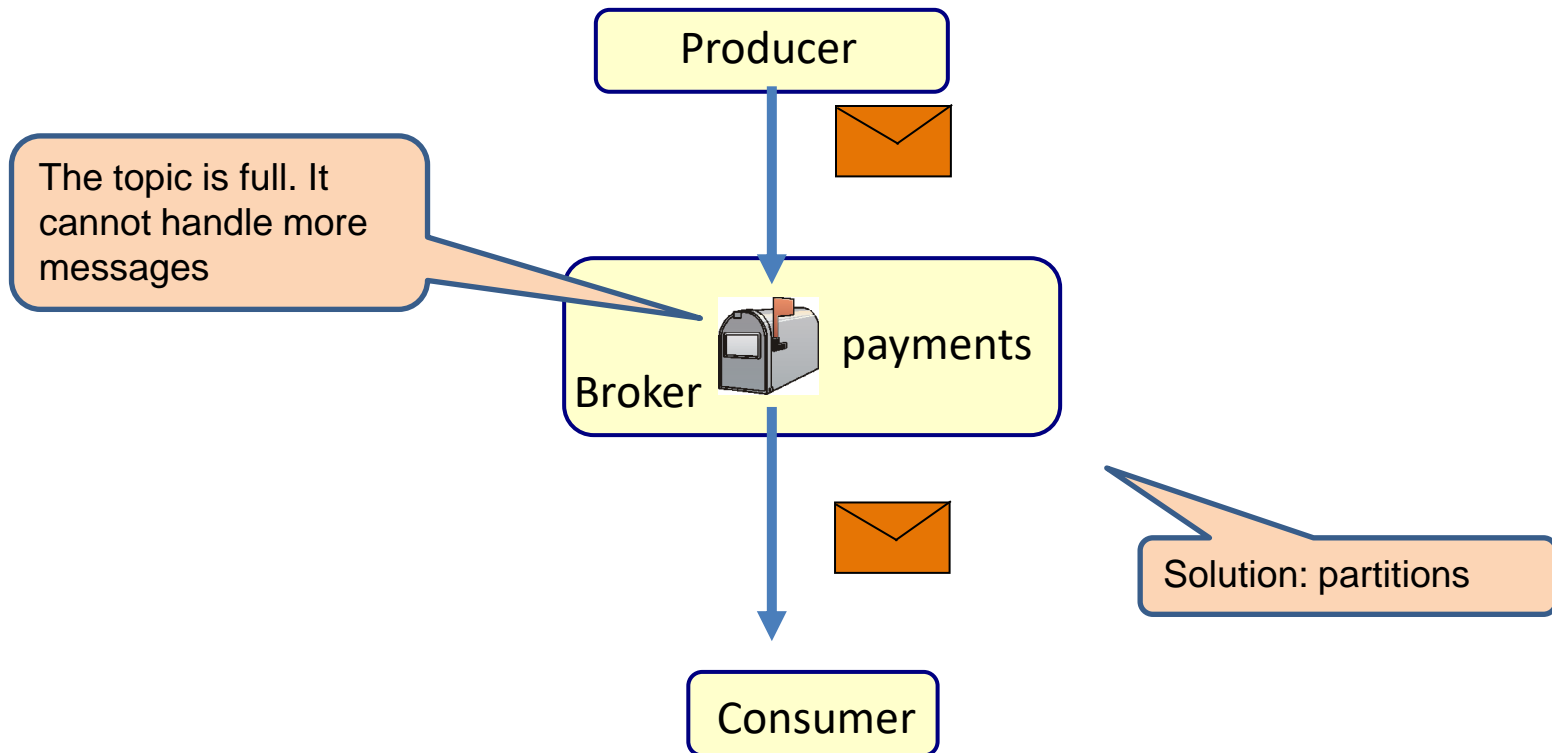 Producer
The topic is full. It
cannot handle more
messages
payments
Broker
Solution: partitions
Consumer